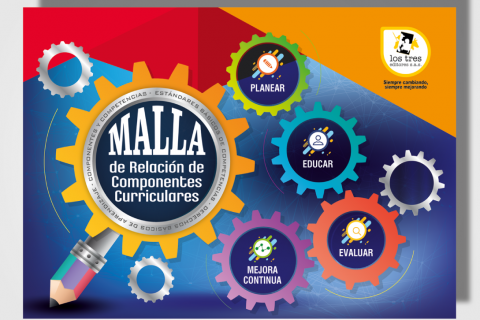 los tres
editores s.a.s
Siempre cambiando,
siempre mejorando
PLANEAR
COMPONENTES Y COMPETENCIAS · ESTÁNDARES BÁSICOS DE COMPETENCIAS · DERECHOS BÁSICOS DE APRENDIZAJE ·
MALLA
de Relación de
Componentes
Curriculares
EDUCAR
EVALUAR
MEJORA
CONTINUA